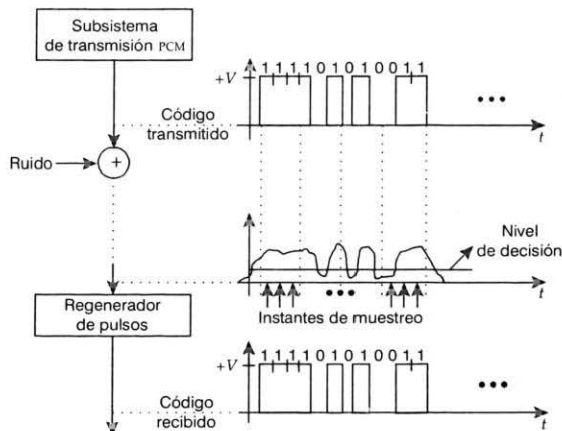 Subsistema
de transmisión PCM
1 1 1 1 0 1 0 1 0 0 1 1
+V
Código
transmitido
t
Ruido
+
Nivel
de decisión
Regenerador
de pulsos
Instantes de muestreo
t
1 1 1 1 0 1 0 1 0 0 1 1
+V
Código
recibido
t